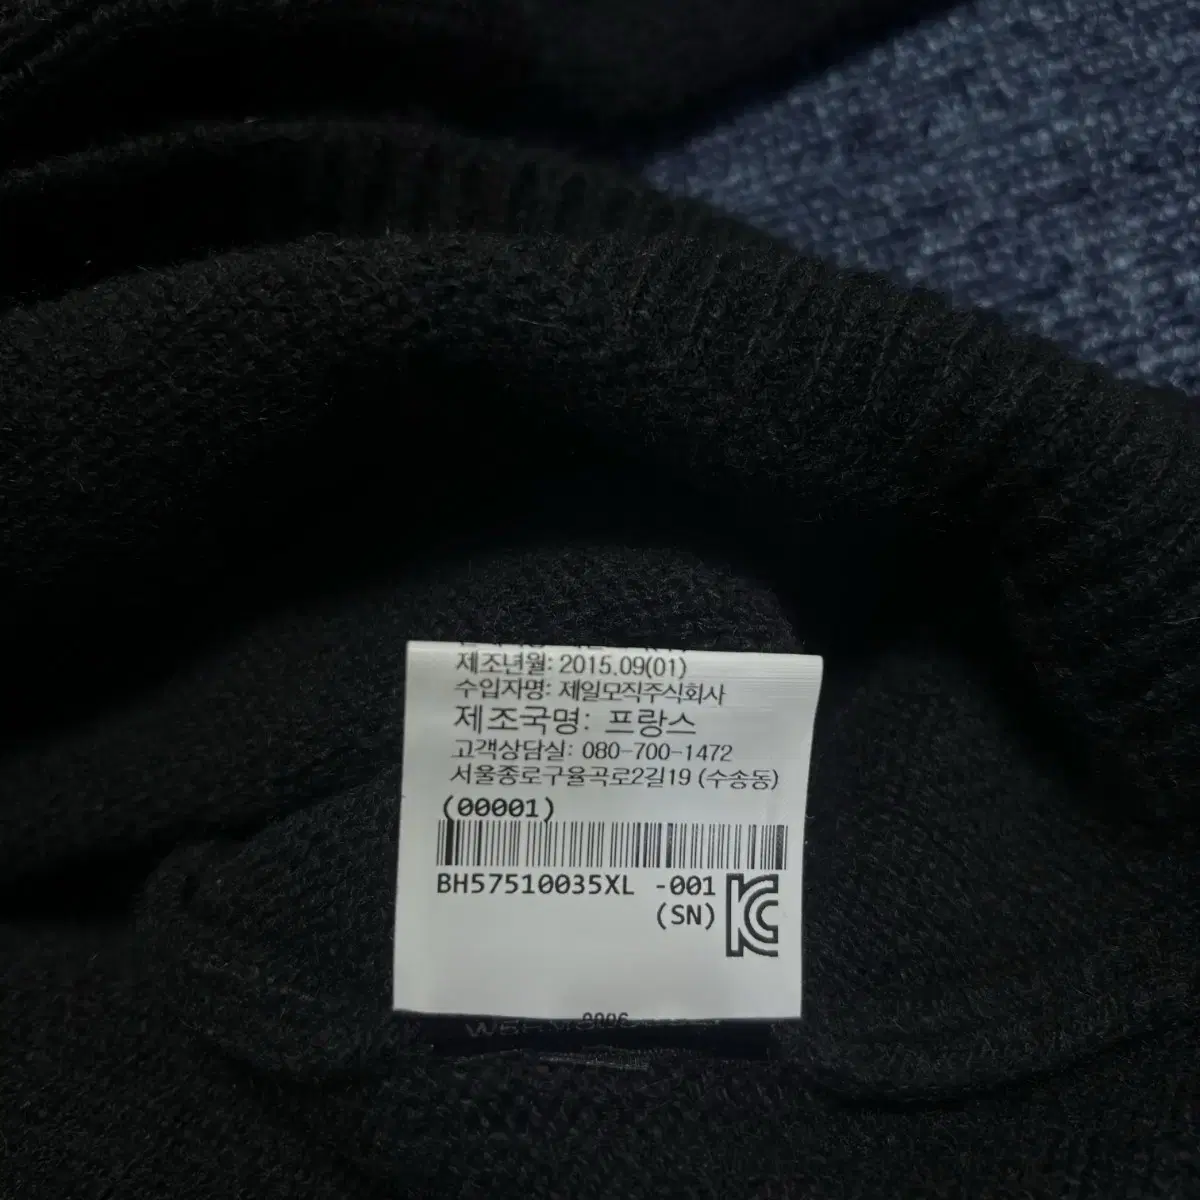 제조년월: 2015.09(01)
수입자명: 제일모직주식회사
제조국명: 프랑스
고객상담실: 080-700-1472
서울종로구율곡로2길19 (수송동)
(00001)
BH57510035XL -001
(SN)
KC